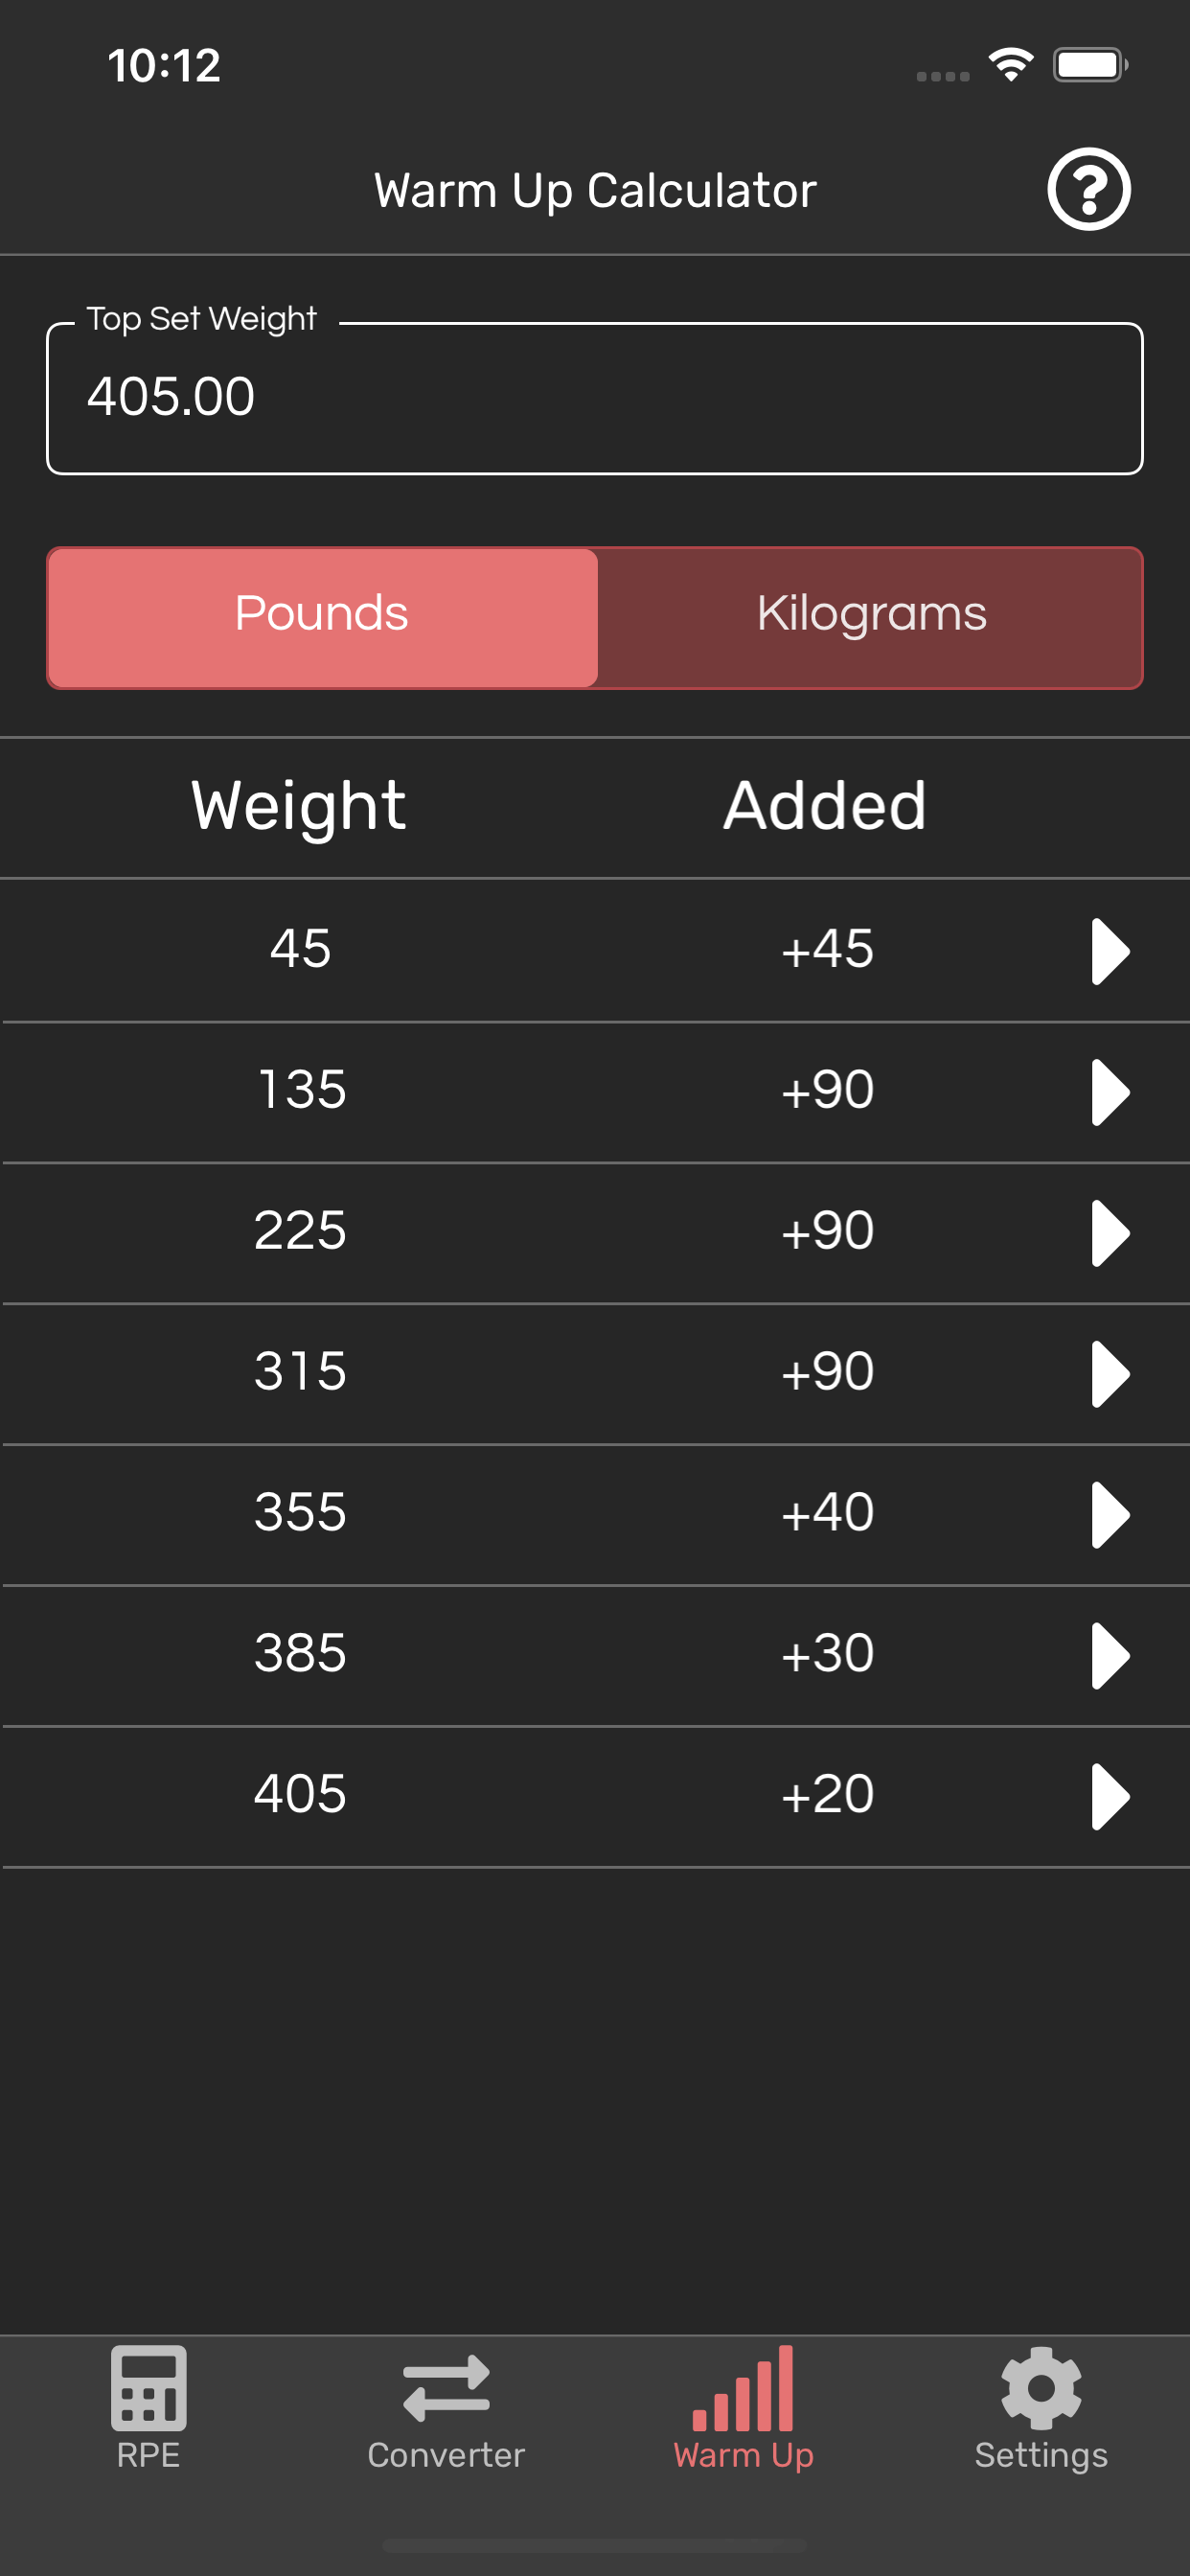 10:12
Warm Up Calculator
Top Set Weight
405.00
Pounds Kilograms
Weight Added
45 +45
135 +90
225 +90
315 +90
355 +40
385 +30
405 +20
RPE Converter Warm Up Settings